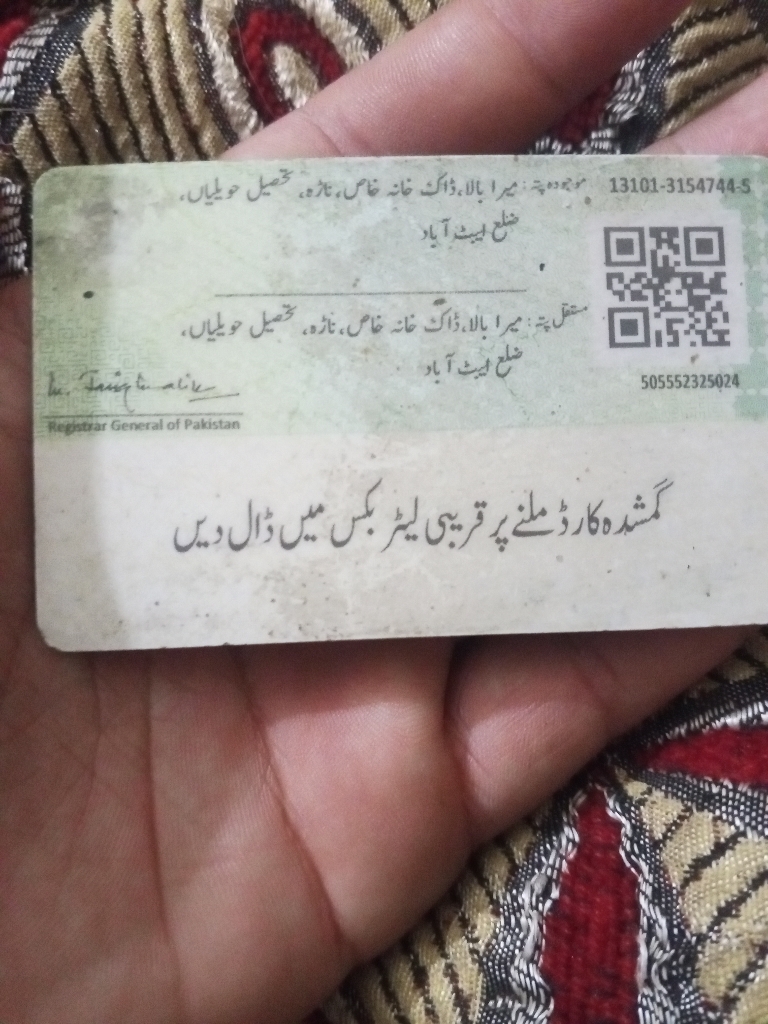 موجودہ پتہ: میرا بالا، ڈاک خانہ خاص، ناڑہ، تحصیل حویلیاں، 13101-3154744-5
ضلع ایبٹ آباد
مستقل پتہ: میرا بالا، ڈاک خانہ خاص، ناڑہ، تحصیل حویلیاں،
ضلع ایبٹ آباد
505552325024
Registrar General of Pakistan
گمشدہ کارڈ ملنے پر قریبی لیٹر بکس میں ڈال دیں